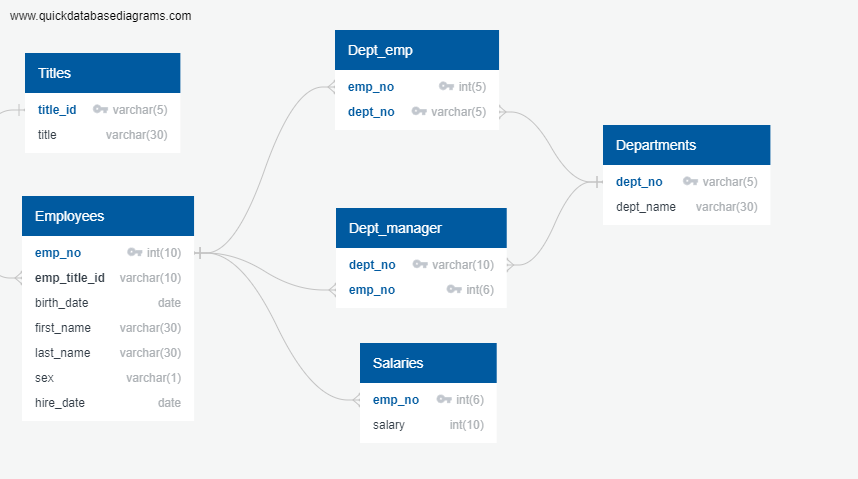 www.quickdatabasediagrams.com
Titles
title_id varchar(5)
title varchar(30)
Employees
emp_no int(10)
emp_title_id varchar(10)
birth_date date
first_name varchar(30)
last_name varchar(30)
sex varchar(1)
hire_date date
Dept_emp
emp_no int(5)
dept_no varchar(5)
Dept_manager
dept_no varchar(10)
emp_no int(6)
Salaries
emp_no int(6)
salary int(10)
Departments
dept_no varchar(5)
dept_name varchar(30)